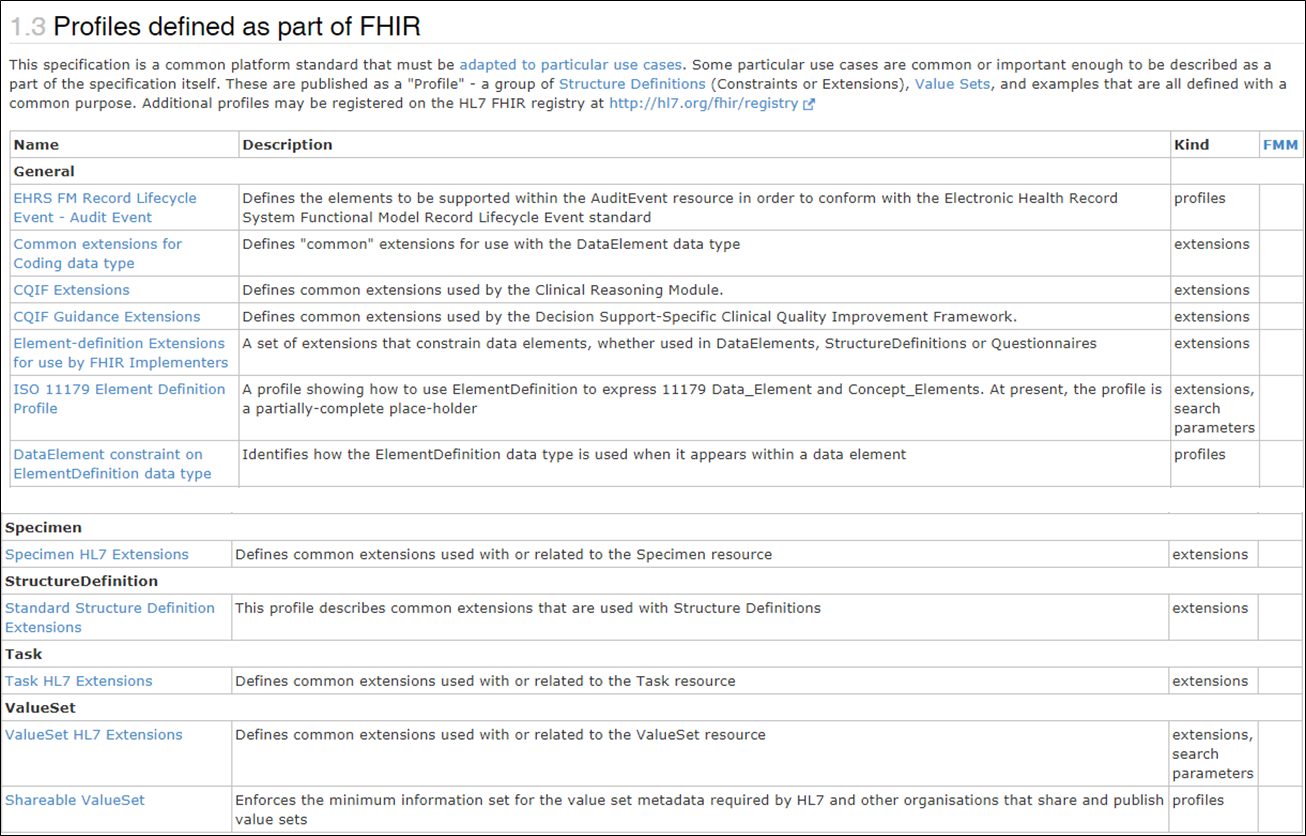 1.3 Profiles defined as part of FHIR
This specification is a common platform standard that must be adapted to particular use cases. Some particular use cases are common or important enough to be described as a
part of the specification itself. These are published as a "Profile" - a group of Structure Definitions (Constraints or Extensions), Value Sets, and examples that are all defined with a
common purpose. Additional profiles may be registered on the HL7 FHIR registry at http://hl7.org/fhir/registry
Name Description Kind FMM
General
EHRS FM Record Lifecycle Defines the elements to be supported within the AuditEvent resource in order to conform with the Electronic Health Record profiles
Event - Audit Event System Functional Model Record Lifecycle Event standard
Common extensions for Defines "common" extensions for use with the DataElement data type extensions
Coding data type
CQIF Extensions Defines common extensions used by the Clinical Reasoning Module. extensions
CQIF Guidance Extensions Defines common extensions used by the Decision Support-Specific Clinical Quality Improvement Framework. extensions
Element-definition Extensions A set of extensions that constrain data elements, whether used in DataElements, StructureDefinitions or Questionnaires extensions
for use by FHIR Implementers
ISO 11179 Element Definition A profile showing how to use ElementDefinition to express 11179 Data_Element and Concept_Elements. At present, the profile is extensions,
Profile a partially-complete place-holder search
parameters
DataElement constraint on Identifies how the ElementDefinition data type is used when it appears within a data element profiles
ElementDefinition data type
Specimen
Specimen HL7 Extensions Defines common extensions used with or related to the Specimen resource extensions
StructureDefinition
Standard Structure Definition This profile describes common extensions that are used with Structure Definitions extensions
Extensions
Task
Task HL7 Extensions Defines common extensions used with or related to the Task resource extensions
ValueSet
ValueSet HL7 Extensions Defines common extensions used with or related to the ValueSet resource extensions,
search
parameters
Shareable ValueSet Enforces the minimum information set for the value set metadata required by HL7 and other organisations that share and publish profiles
value sets